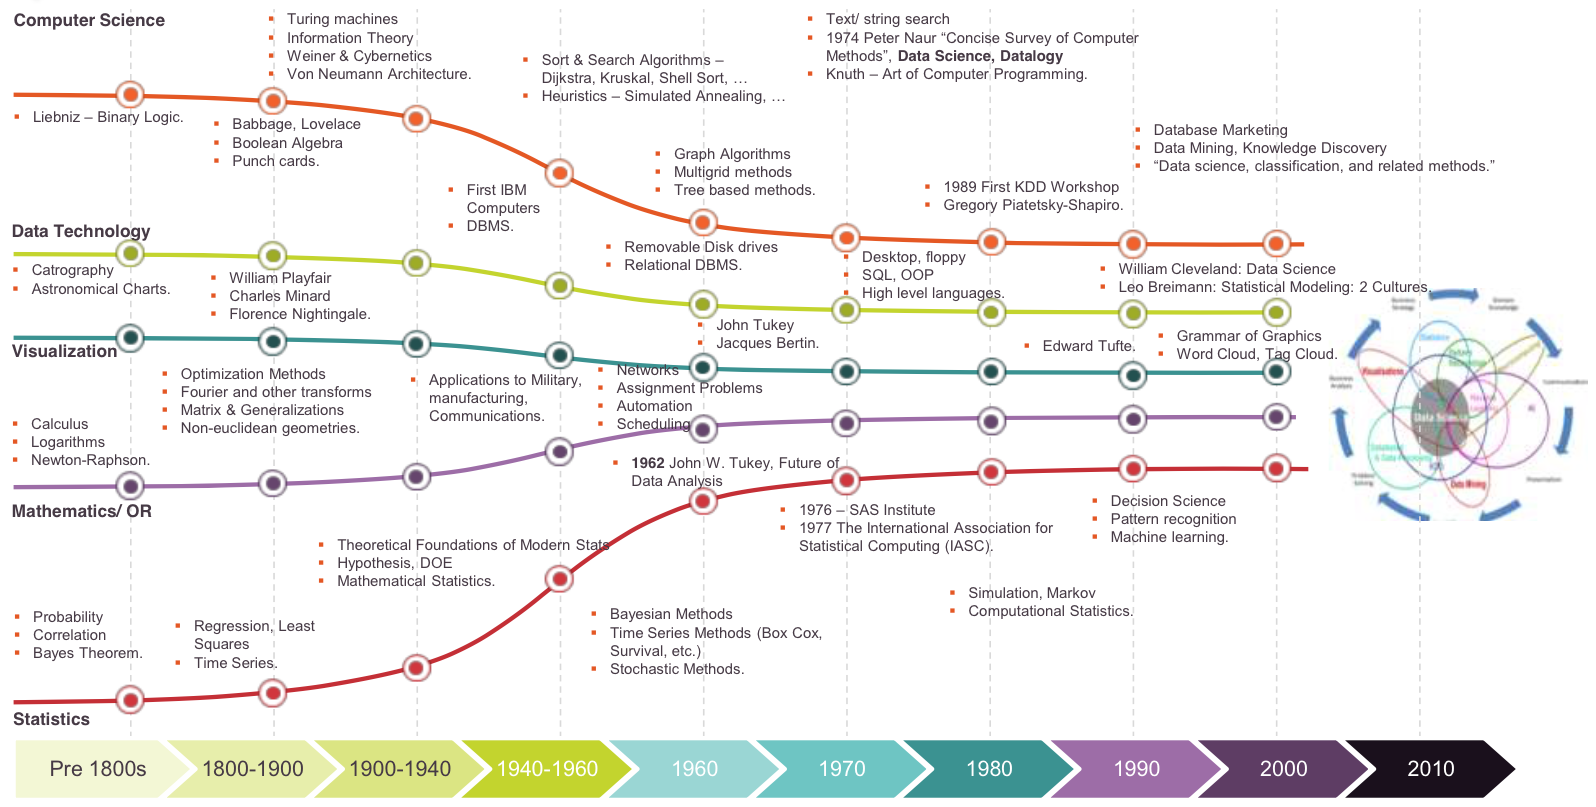 Computer Science
Turing machines
Information Theory
Weiner & Cybernetics
Von Neumann Architecture.
Text/ string search
1974 Peter Naur “Concise Survey of Computer
Methods”, Data Science, Datalogy
Knuth – Art of Computer Programming.
Sort & Search Algorithms –
Dijkstra, Kruskal, Shell Sort, …
Heuristics – Simulated Annealing, …
Liebniz – Binary Logic.
Babbage, Lovelace
Boolean Algebra
Punch cards.
Database Marketing
Data Mining, Knowledge Discovery
“Data science, classification, and related methods.”
Graph Algorithms
Multigrid methods
Tree based methods.
First IBM
Computers
DBMS.
1989 First KDD Workshop
Gregory Piatetsky-Shapiro.
Data Technology
Removable Disk drives
Relational DBMS.
Desktop, floppy
SQL, OOP
High level languages.
Catrography
Astronomical Charts.
William Playfair
Charles Minard
Florence Nightingale.
William Cleveland: Data Science
Leo Breimann: Statistical Modeling: 2 Cultures.
John Tukey
Jacques Bertin.
Edward Tufte.
Grammar of Graphics
Word Cloud, Tag Cloud.
Visualization
Optimization Methods
Fourier and other transforms
Matrix & Generalizations
Non-euclidean geometries.
Applications to Military,
manufacturing,
Communications.
Networks
Assignment Problems
Automation
Scheduling
Calculus
Logarithms
Newton-Raphson.
1962 John W. Tukey, Future of
Data Analysis
Mathematics/ OR
1976 – SAS Institute
1977 The International Association for
Statistical Computing (IASC).
Decision Science
Pattern recognition
Machine learning.
Theoretical Foundations of Modern Stats
Hypothesis, DOE
Mathematical Statistics.
Simulation, Markov
Computational Statistics.
Probability
Correlation
Bayes Theorem.
Regression, Least
Squares
Time Series.
Bayesian Methods
Time Series Methods (Box Cox,
Survival, etc.)
Stochastic Methods.
Statistics
Data Mining
Pre 1800s
1800-1900
1900-1940
1940-1960
1960
1970
1980
1990
2000
2010